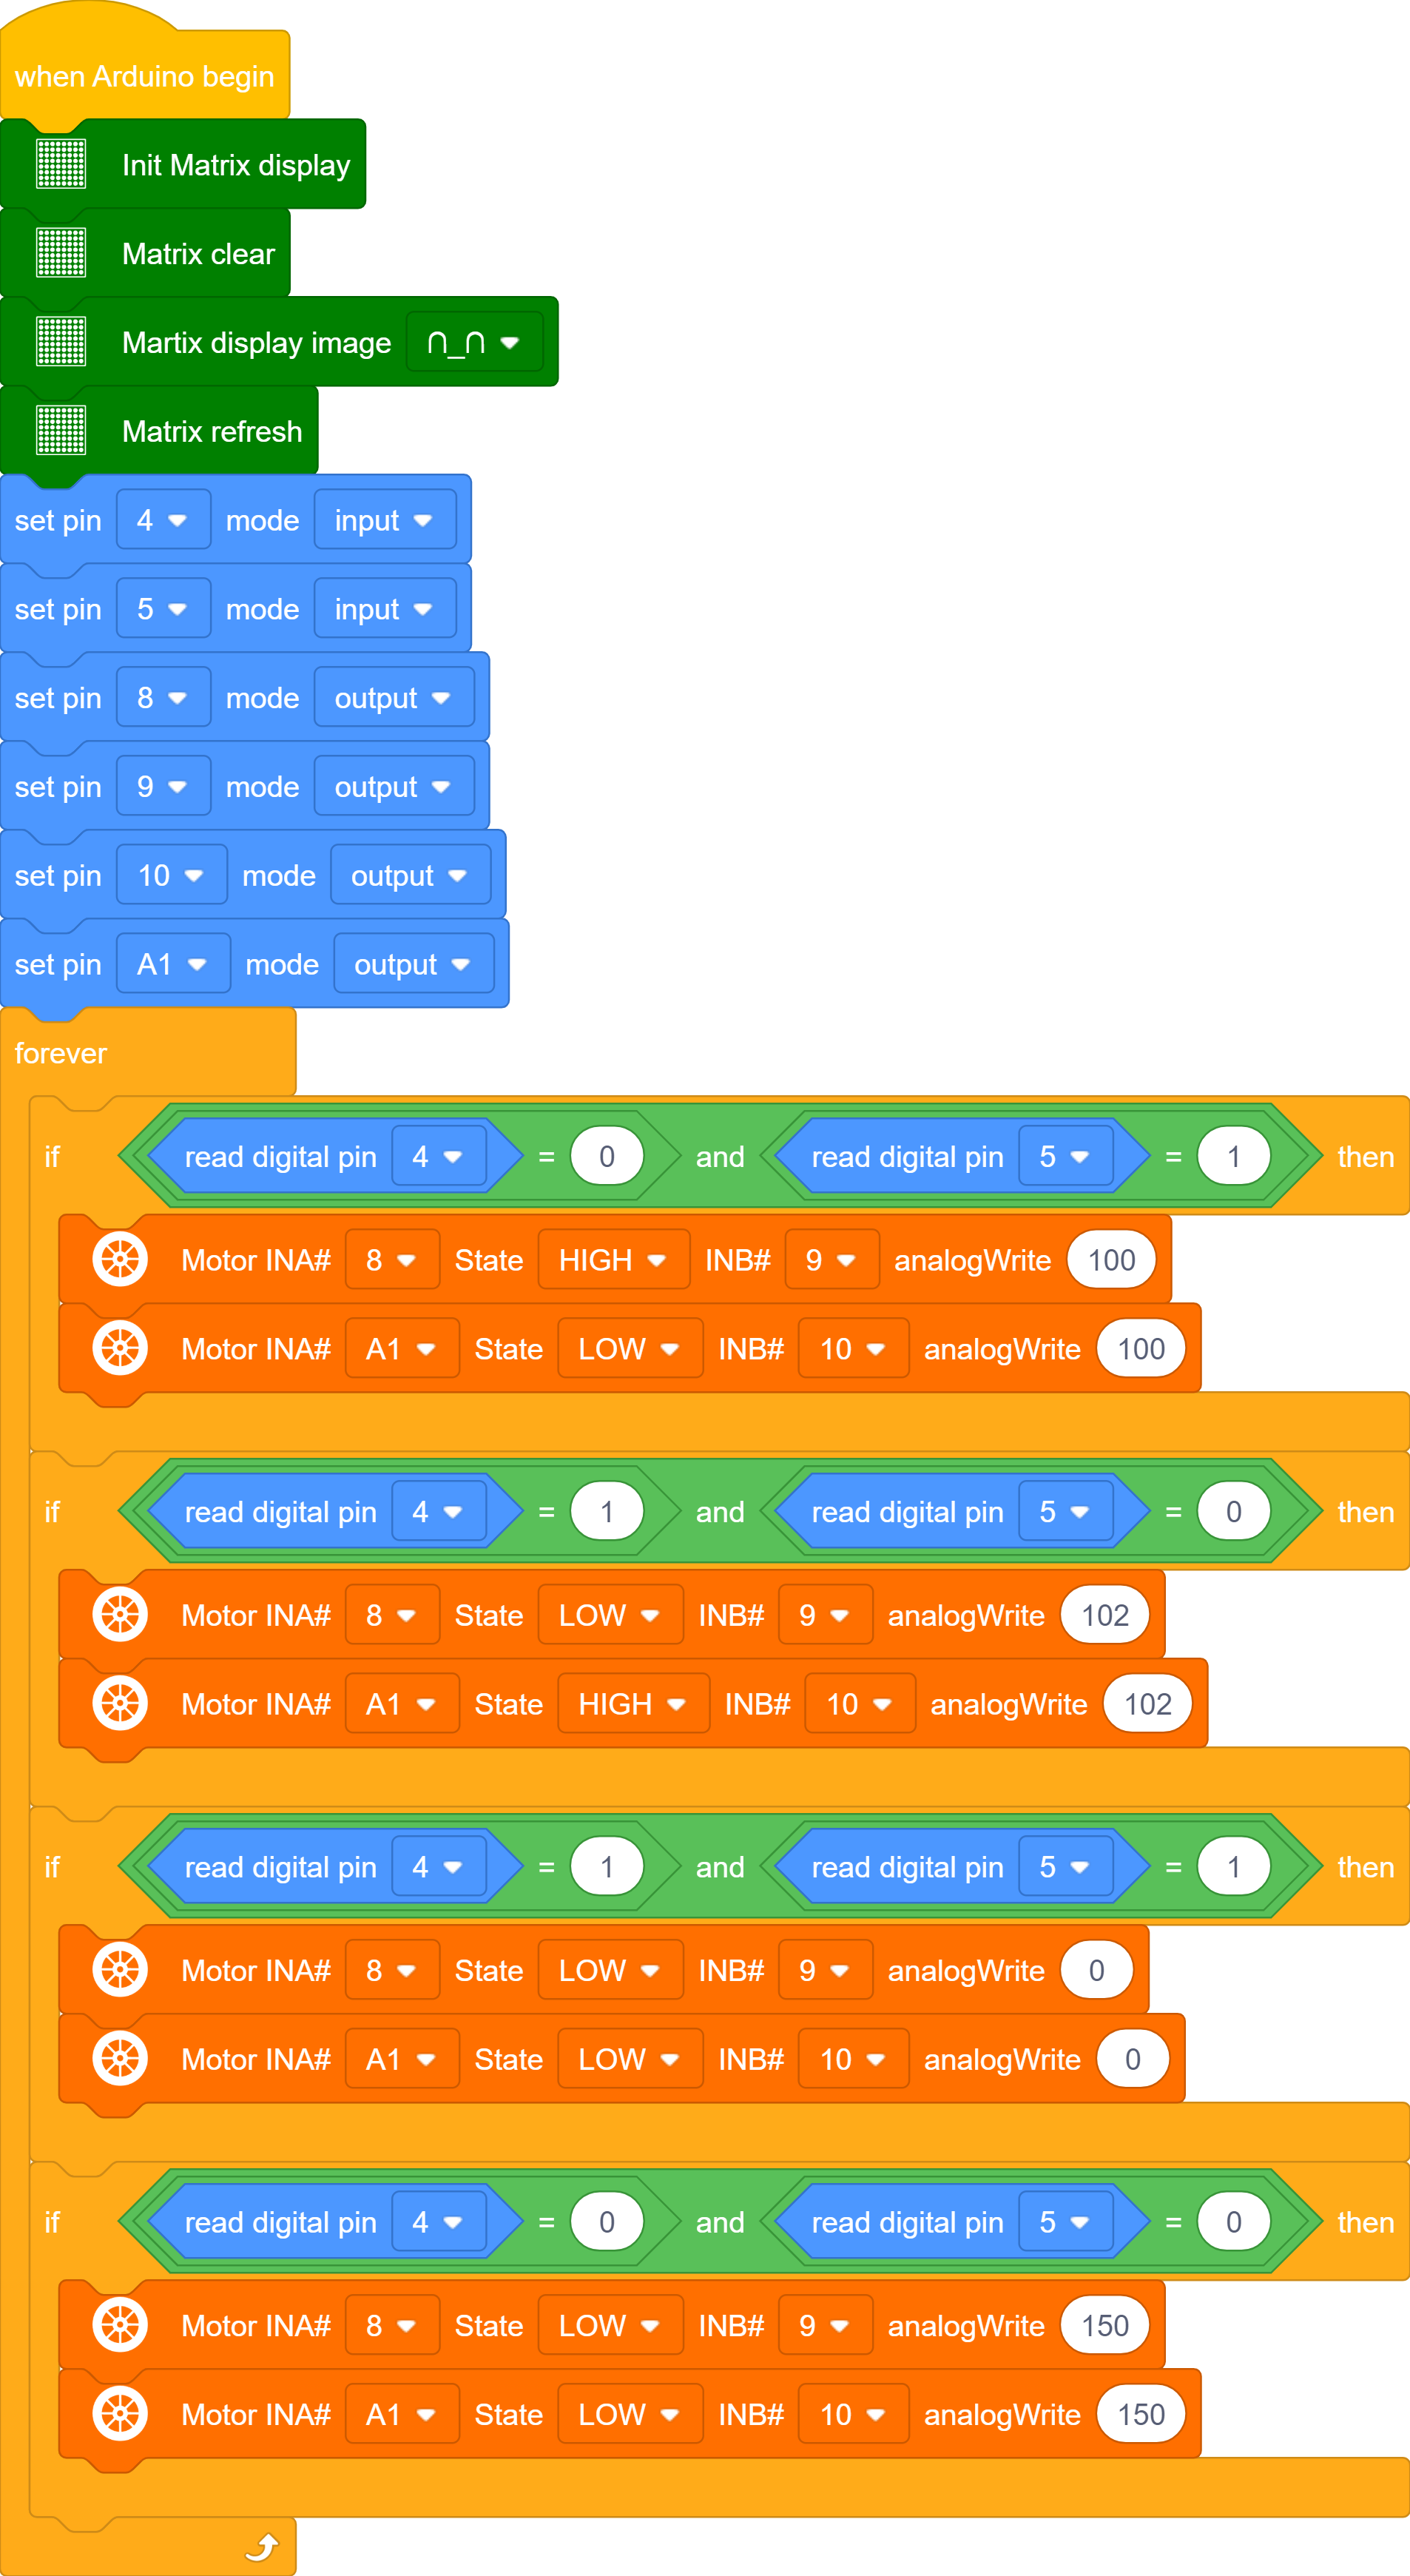 when Arduino begin
Init Matrix display
Matrix clear
Martix display image ∩_∩
Matrix refresh
set pin 4 mode input
set pin 5 mode input
set pin 8 mode output
set pin 9 mode output
set pin 10 mode output
set pin A1 mode output
forever
if read digital pin 4 = 0 and read digital pin 5 = 1 then
Motor INA# 8 State HIGH INB# 9 analogWrite 100
Motor INA# A1 State LOW INB# 10 analogWrite 100
if read digital pin 4 = 1 and read digital pin 5 = 0 then
Motor INA# 8 State LOW INB# 9 analogWrite 102
Motor INA# A1 State HIGH INB# 10 analogWrite 102
if read digital pin 4 = 1 and read digital pin 5 = 1 then
Motor INA# 8 State LOW INB# 9 analogWrite 0
Motor INA# A1 State LOW INB# 10 analogWrite 0
if read digital pin 4 = 0 and read digital pin 5 = 0 then
Motor INA# 8 State LOW INB# 9 analogWrite 150
Motor INA# A1 State LOW INB# 10 analogWrite 150